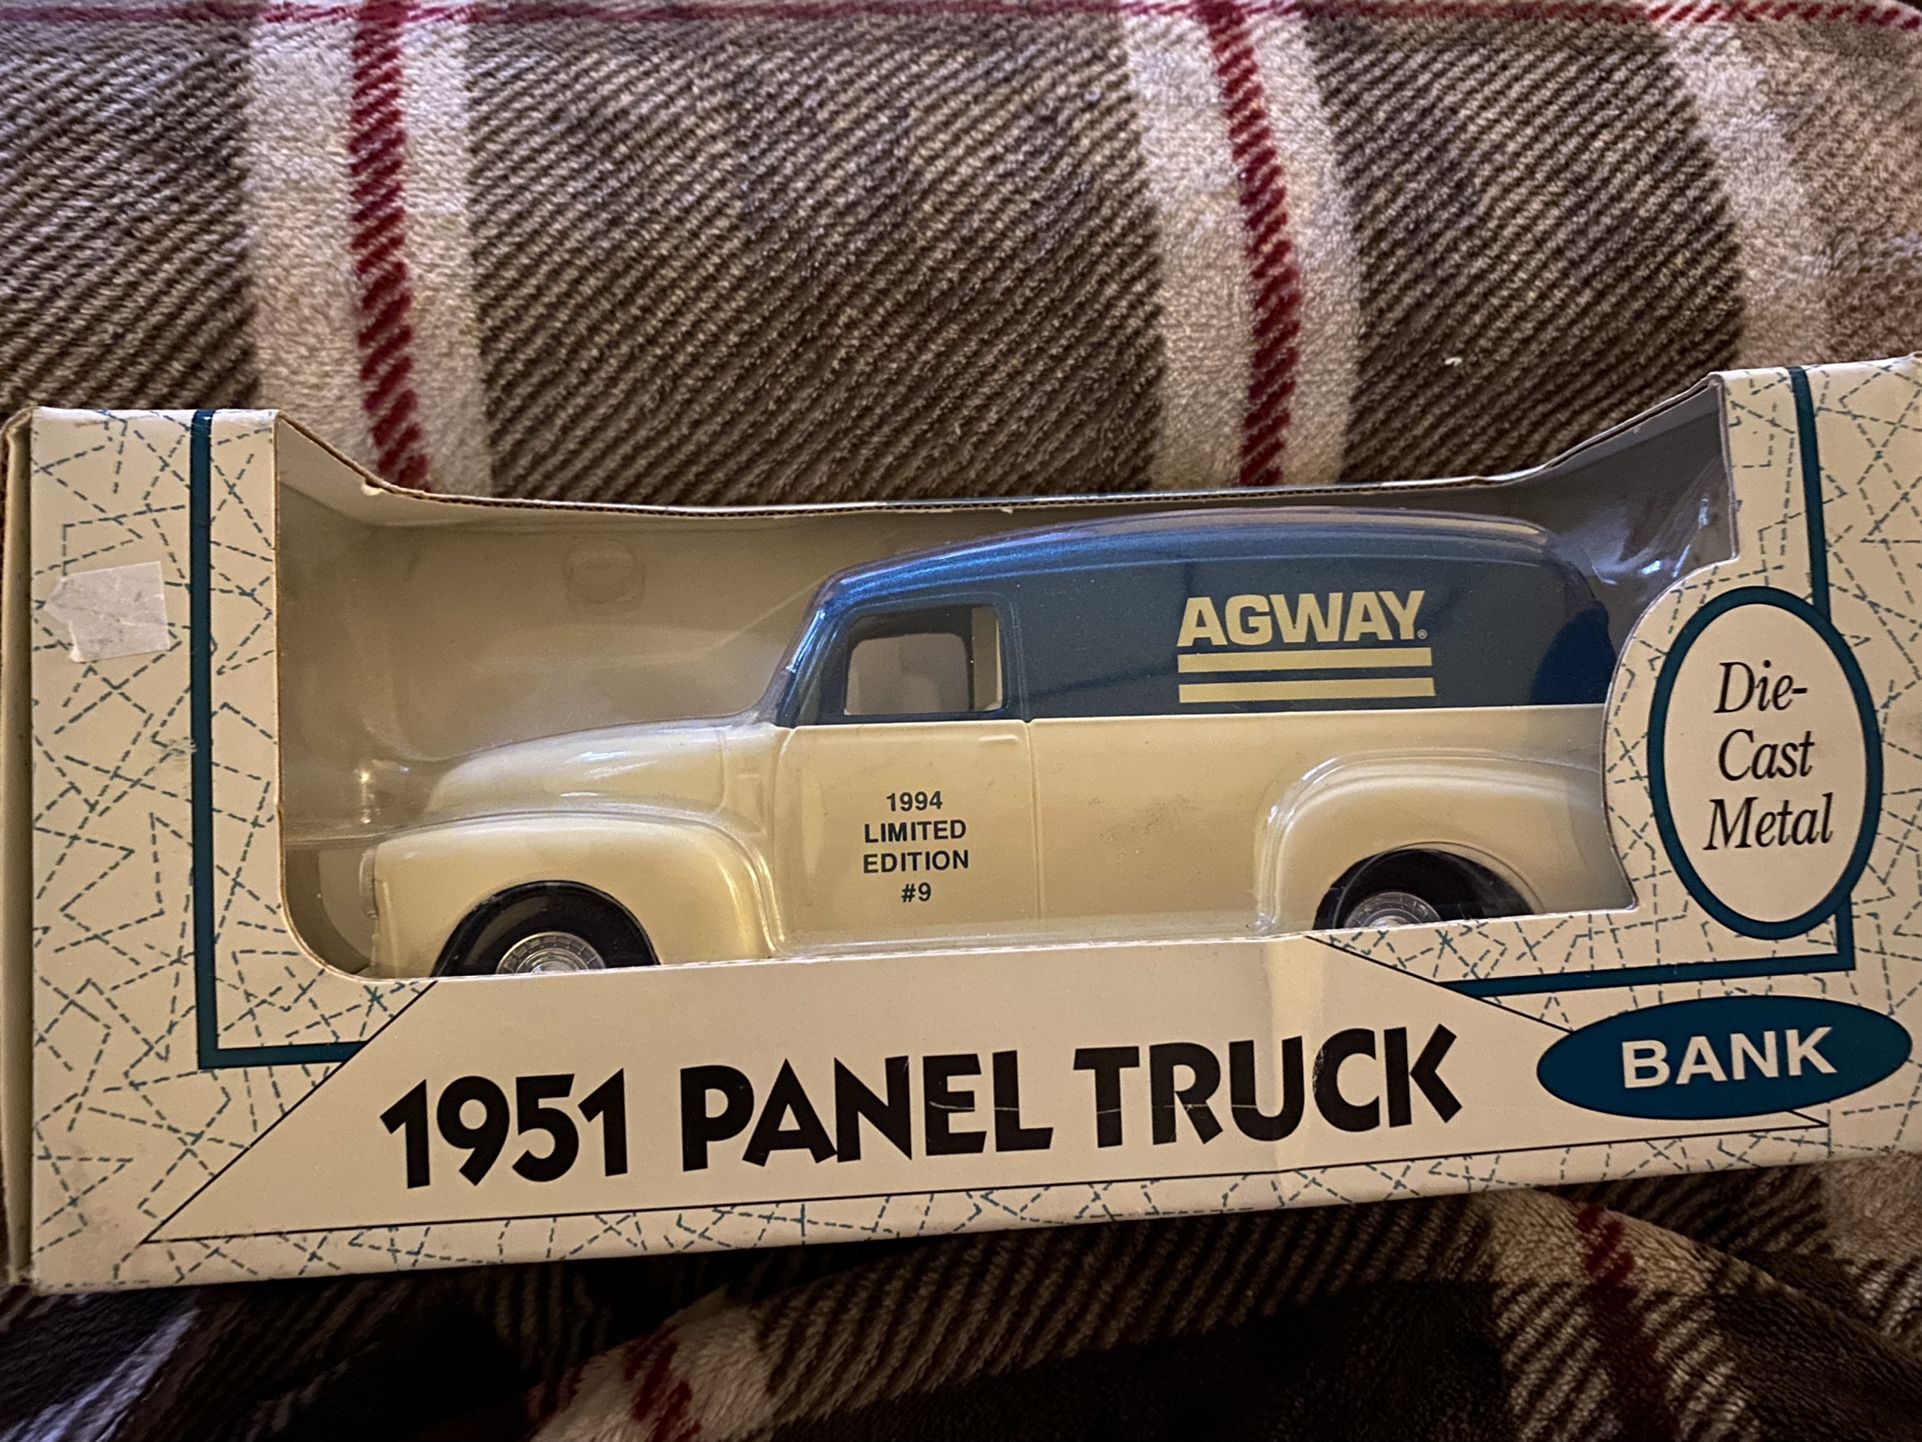 AGWAY®
1994
LIMITED
EDITION
#9
Die-
Cast
Metal
BANK
1951 PANEL TRUCK